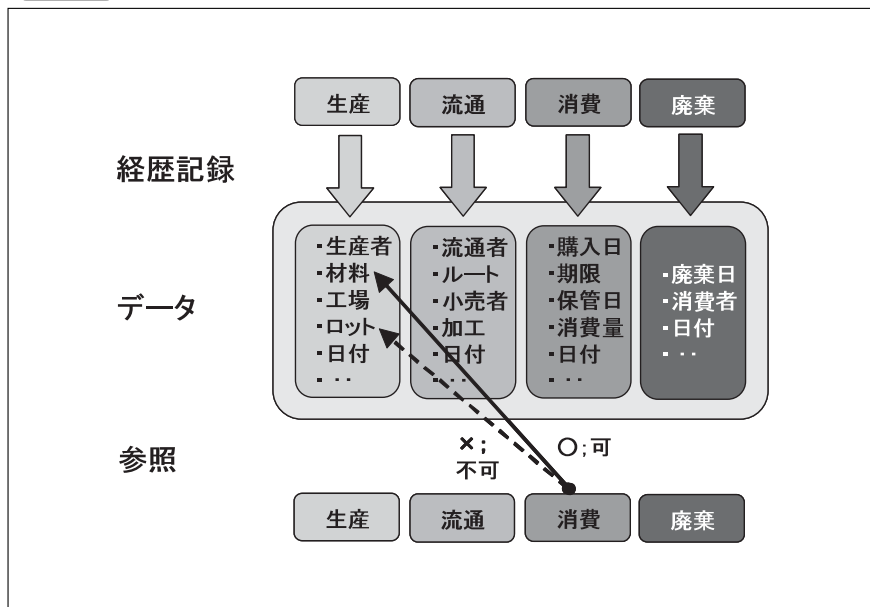 生産
流通
消費
廃棄
経歴記録
データ
・生産者
・材料
・工場
・ロット
・日付
・‥
・流通者
・ルート
・小売者
・加工
・日付
・‥
・購入日
・期限
・保管日
・消費量
・日付
・‥
・廃棄日
・消費者
・日付
・‥
参照
×;
不可
○;可
生産
流通
消費
廃棄